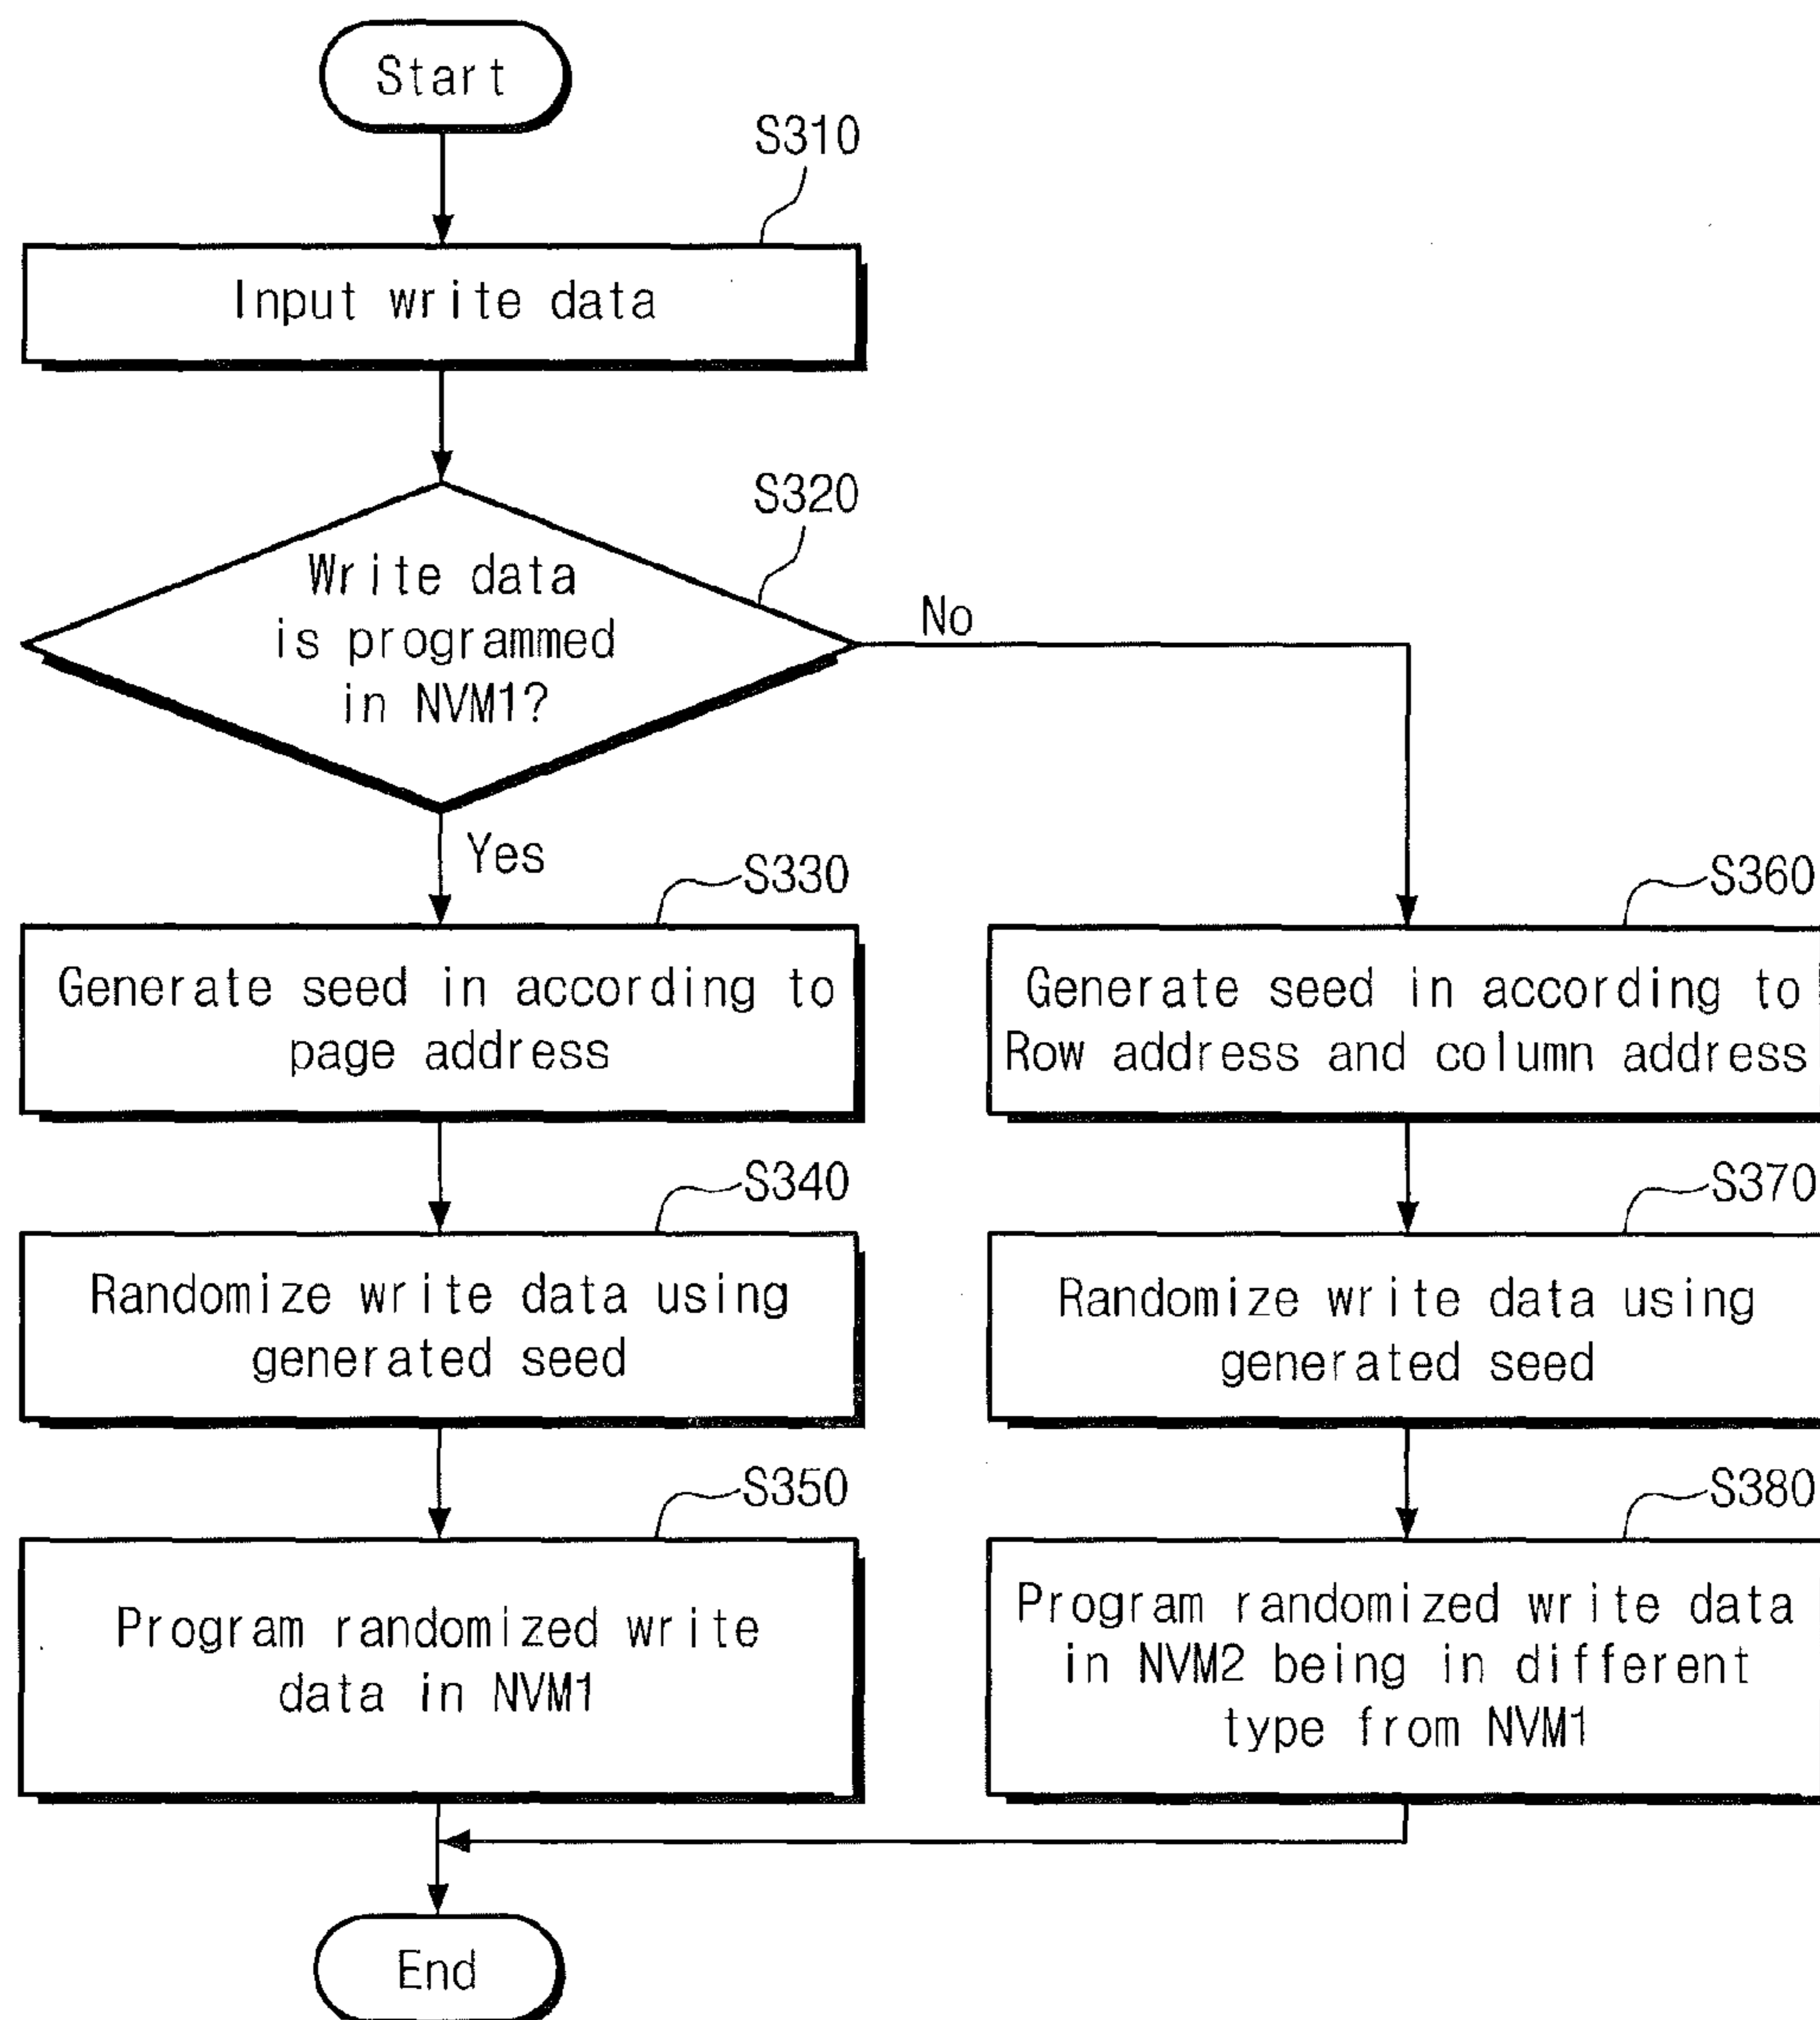 Start
S310
Input write data
S320
Write data
is programmed
in NVM1?
No
Yes
S330
Generate seed in according to
page address
S360
Generate seed in according to
Row address and column address
S340
Randomize write data using
generated seed
S370
Randomize write data using
generated seed
S350
Program randomized write
data in NVM1
S380
Program randomized write data
in NVM2 being in different
type from NVM1
End